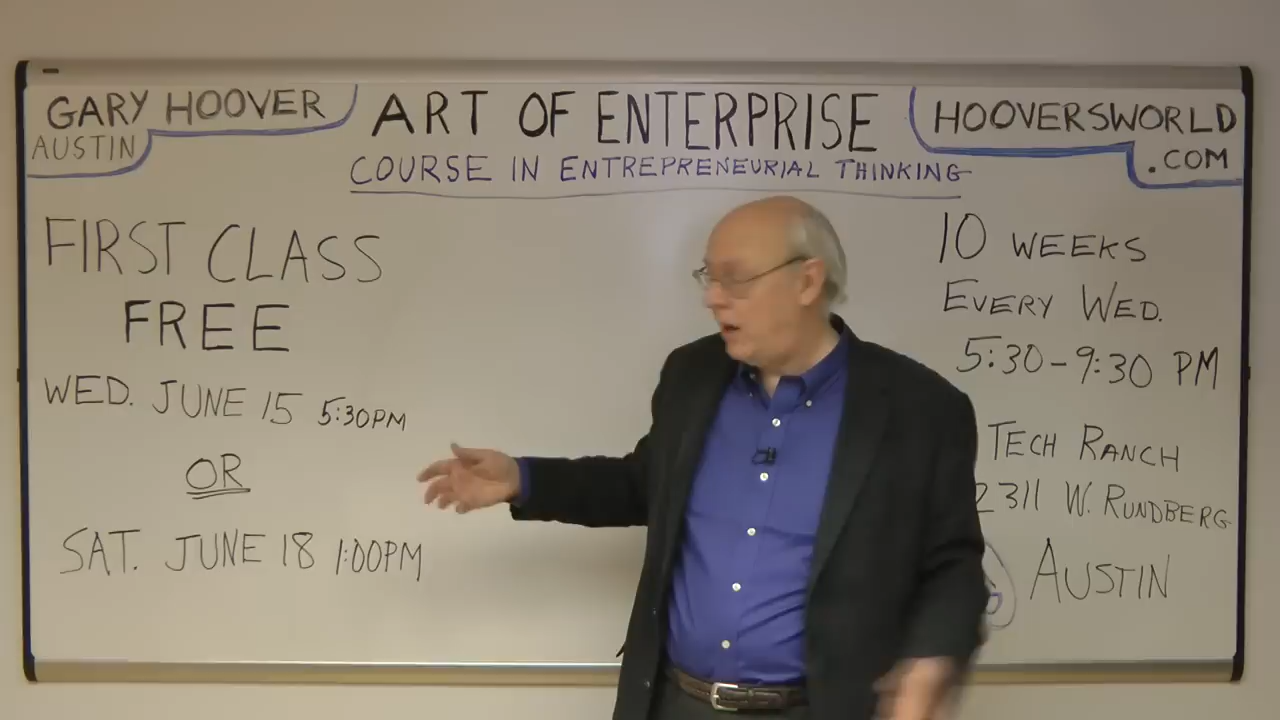 GARY HOOVER
AUSTIN
ART OF ENTERPRISE
COURSE IN ENTREPRENEURIAL THINKING
HOOVERSWORLD
.COM
FIRST CLASS
FREE
WED. JUNE 15 5:30PM
OR
SAT. JUNE 18 1:00PM
10 WEEKS
EVERY WED.
5:30-9:30 PM
TECH RANCH
2311 W. RUNDBERG
AUSTIN